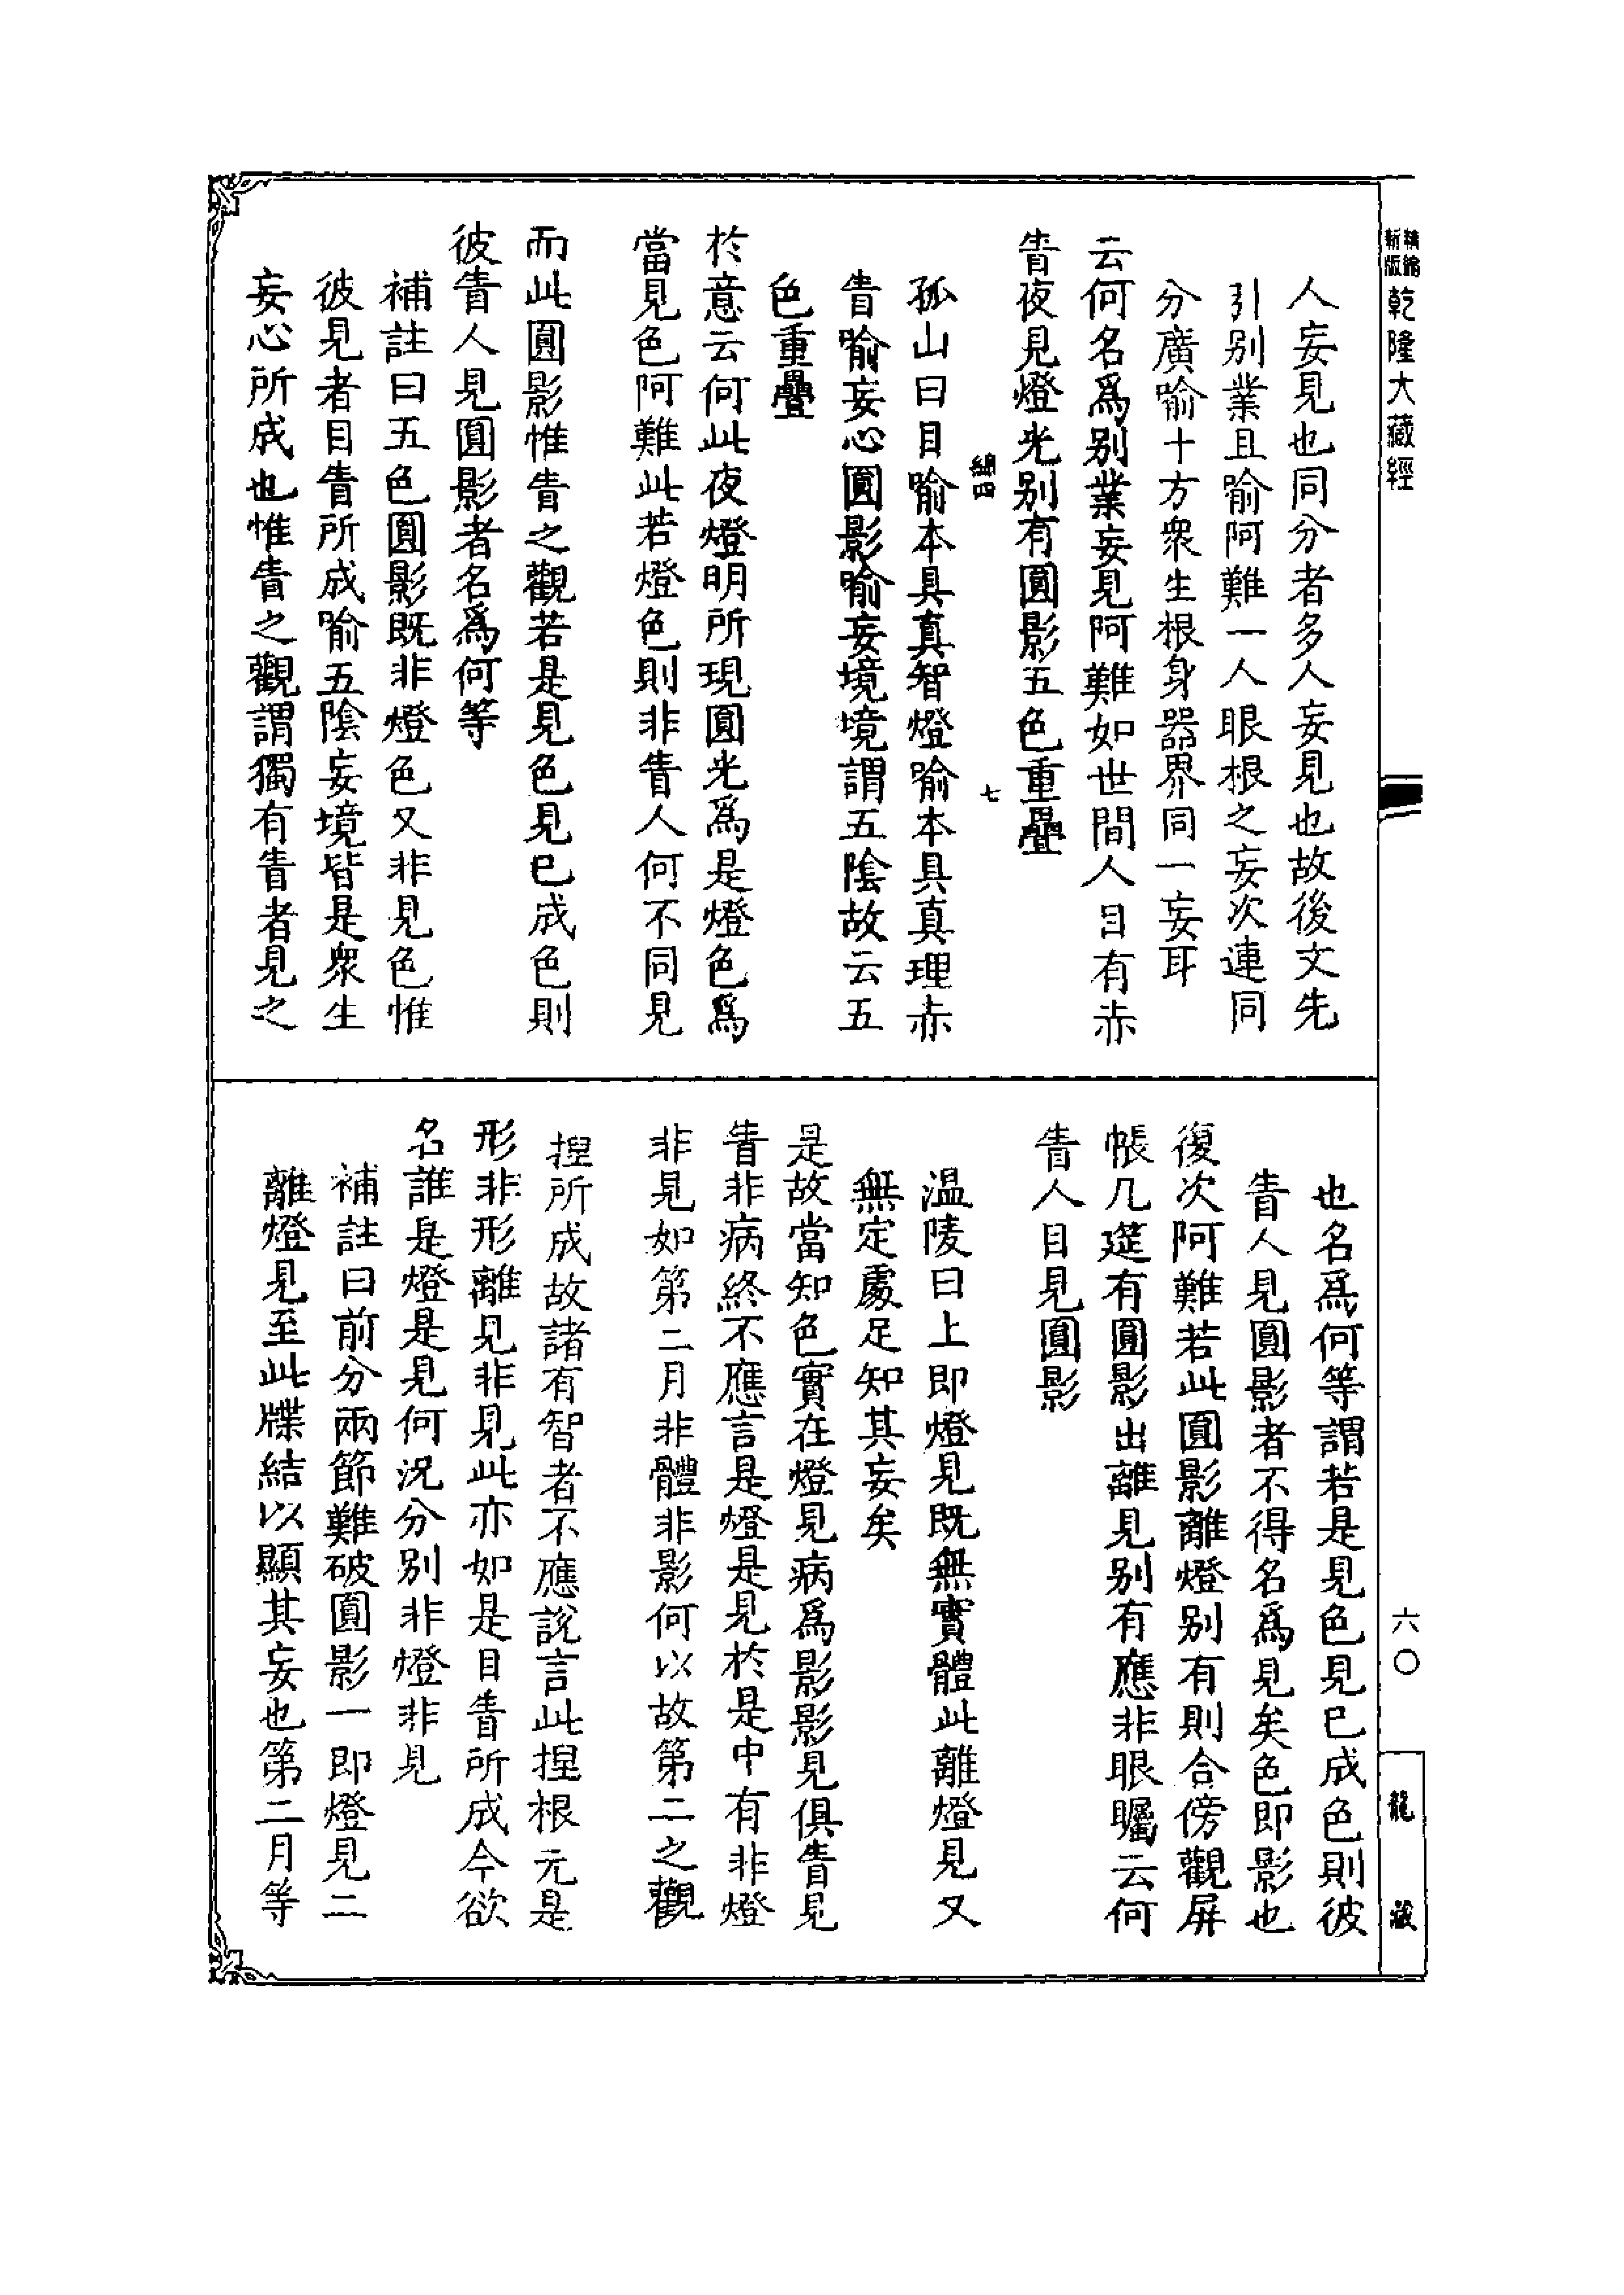 精編
新版
乾隆大藏經
人妄見也同分者多人妄見也故後文先
引别業且喻阿難一人眼根之妄次連同
分廣喻十方衆生根身器界同一妄耳
云何名爲别業妄見阿難如世間人目有赤
眚夜見燈光别有圓影五色重疊
綿四
七
孤山曰目喻本具真智燈喻本具真理赤
眚喻妄心圓影喻妄境境謂五陰故云五
色重疊
於意云何此夜燈明所現圓光爲是燈色爲
當見色阿難此若燈色則非眚人何不同見
而此圓影惟眚之觀若是見色見已成色則
彼眚人見圓影者名爲何等
補註曰五色圓影既非燈色又非見色惟
彼見者目眚所成喻五陰妄境皆是衆生
妄心所成也惟眚之觀謂獨有眚者見之
也名爲何等謂若是見色見已成色則彼
眚人見圓影者不得名爲見矣色即影也
復次阿難若此圓影離燈别有則合傍觀屏
帳几筵有圓影出離見别有應非眼矚云何
眚人目見圓影
温陵曰上即燈見既無實體此離燈見又
無定處足知其妄矣
是故當知色實在燈見病爲影影見俱眚見
眚非病終不應言是燈是見於是中有非燈
非見如第二月非體非影何以故第二之觀
揑所成故諸有智者不應說言此揑根元是
形非形離見非見此亦如是目眚所成今欲
名誰是燈是見何況分别非燈非見
補註曰前分兩節難破圓影一即燈見二
離燈見至此牒結以顯其妄也第二月等
六〇
龍藏